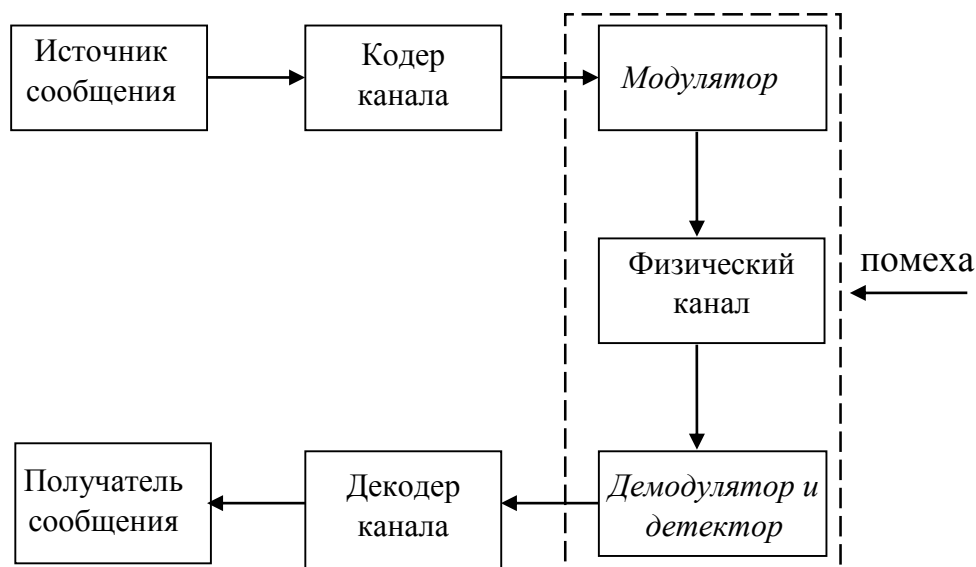 Источник
сообщения
Кодер
канала
Модулятор
Физический
канал
помеха
Получатель
сообщения
Декодер
канала
Демодулятор и
детектор